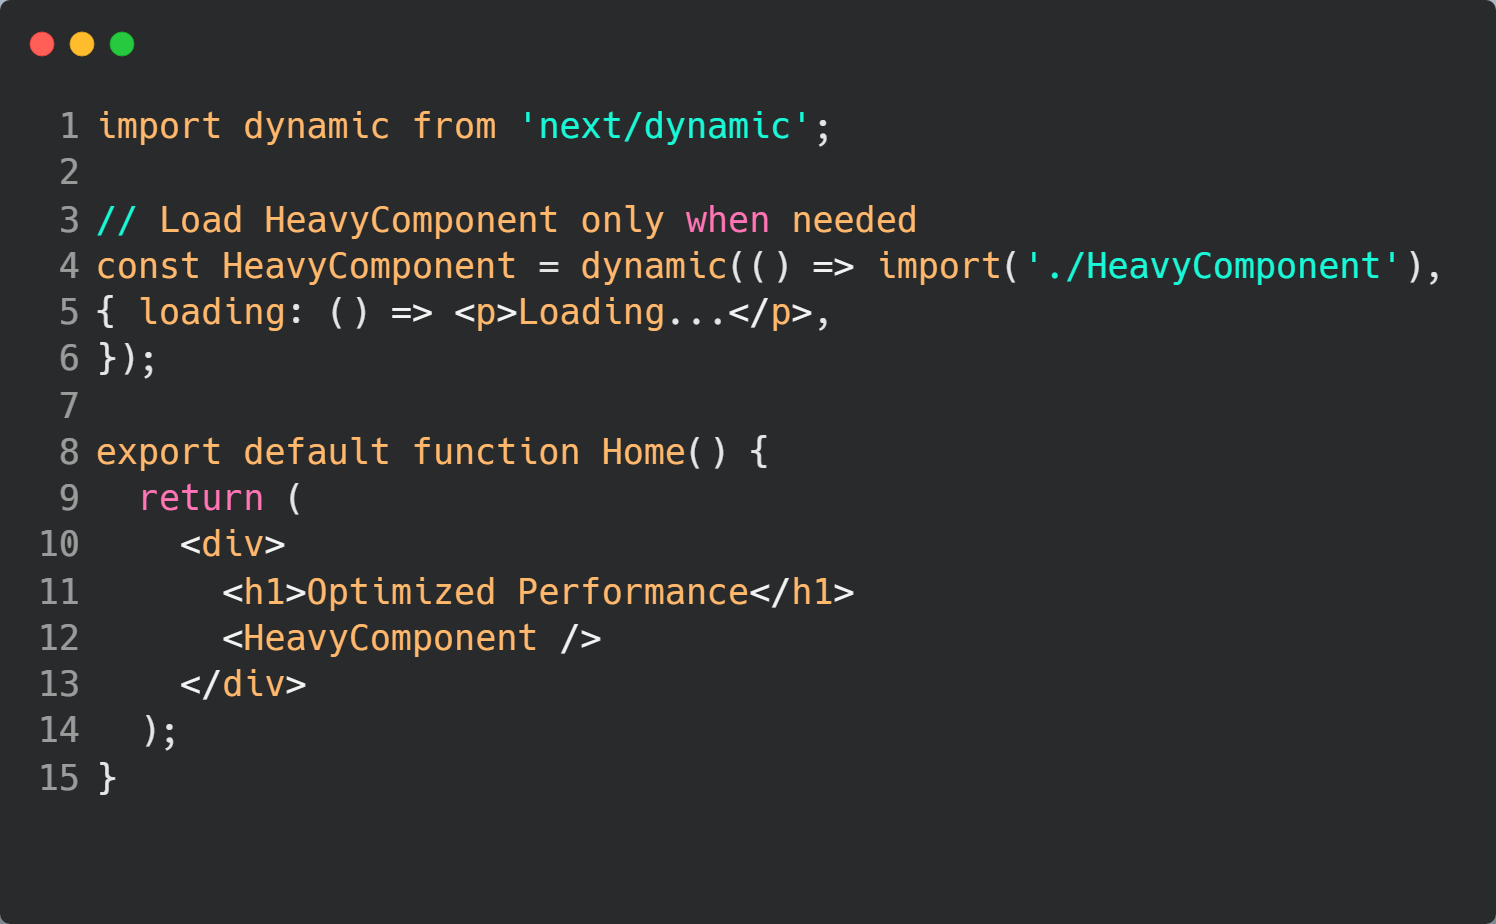 1 import dynamic from 'next/dynamic';
2
3 // Load HeavyComponent only when needed
4 const HeavyComponent = dynamic(() => import('./HeavyComponent'),
5 { loading: () => <p>Loading...</p>,
6 });
7
8 export default function Home() {
9   return (
10     <div>
11       <h1>Optimized Performance</h1>
12       <HeavyComponent />
13     </div>
14   );
15 }